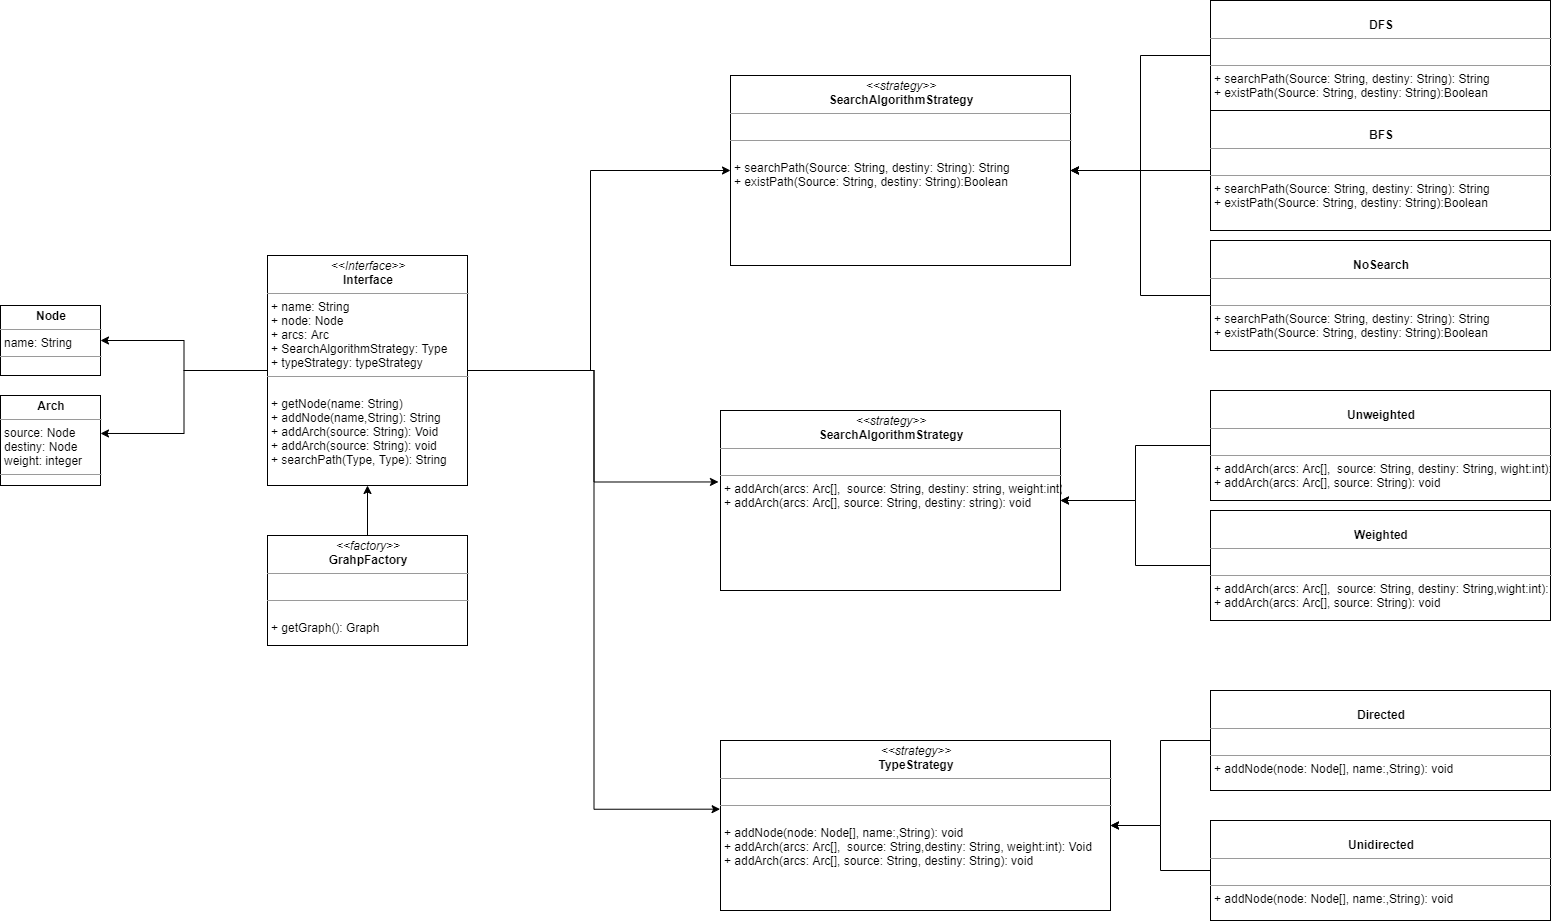 Node
name: String
Arch
source: Node
destiny: Node
weight: integer
<<Interface>>
Interface
+ name: String
+ node: Node
+ arcs: Arc
+ SearchAlgorithmStrategy: Type
+ typeStrategy: typeStrategy
+ getNode(name: String)
+ addNode(name,String): String
+ addArch(source: String): Void
+ addArch(source: String): void
+ searchPath(Type, Type): String
<<factory>>
GrahpFactory
+ getGraph(): Graph
<<strategy>>
SearchAlgorithmStrategy
+ searchPath(Source: String, destiny: String): String
+ existPath(Source: String, destiny: String):Boolean
<<strategy>>
SearchAlgorithmStrategy
+ addArch(arcs: Arc[],  source: String, destiny: string, weight:int)
+ addArch(arcs: Arc[], source: String, destiny: string): void
<<strategy>>
TypeStrategy
+ addNode(node: Node[], name:,String): void
+ addArch(arcs: Arc[],  source: String,destiny: String, weight:int): Void
+ addArch(arcs: Arc[], source: String, destiny: String): void
DFS
+ searchPath(Source: String, destiny: String): String
+ existPath(Source: String, destiny: String):Boolean
BFS
+ searchPath(Source: String, destiny: String): String
+ existPath(Source: String, destiny: String):Boolean
NoSearch
+ searchPath(Source: String, destiny: String): String
+ existPath(Source: String, destiny: String):Boolean
Unweighted
+ addArch(arcs: Arc[],  source: String, destiny: String, wight:int):
+ addArch(arcs: Arc[], source: String): void
Weighted
+ addArch(arcs: Arc[],  source: String, destiny: String,wight:int):
+ addArch(arcs: Arc[], source: String): void
Directed
+ addNode(node: Node[], name:,String): void
Unidirected
+ addNode(node: Node[], name:,String): void